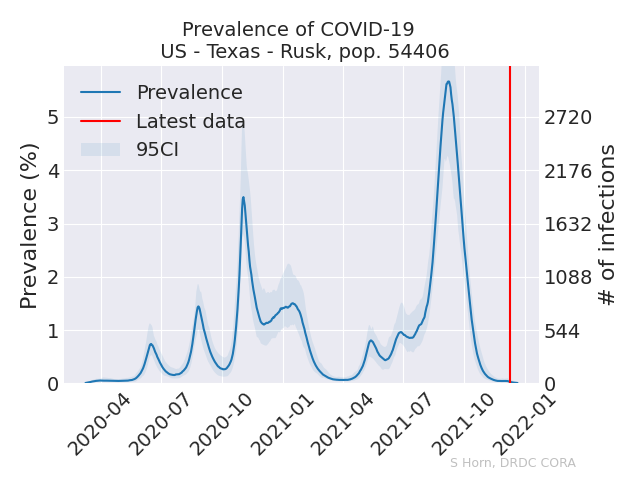 Prevalence of COVID-19
US - Texas - Rusk, pop. 54406
Prevalence
Latest data
95CI
Prevalence (%)
5
4
3
2
1
0
2720
2176
1632
1088
544
0
# of infections
2020-04
2020-07
2020-10
2021-01
2021-04
2021-07
2021-10
2022-01
S Horn, DRDC CORA